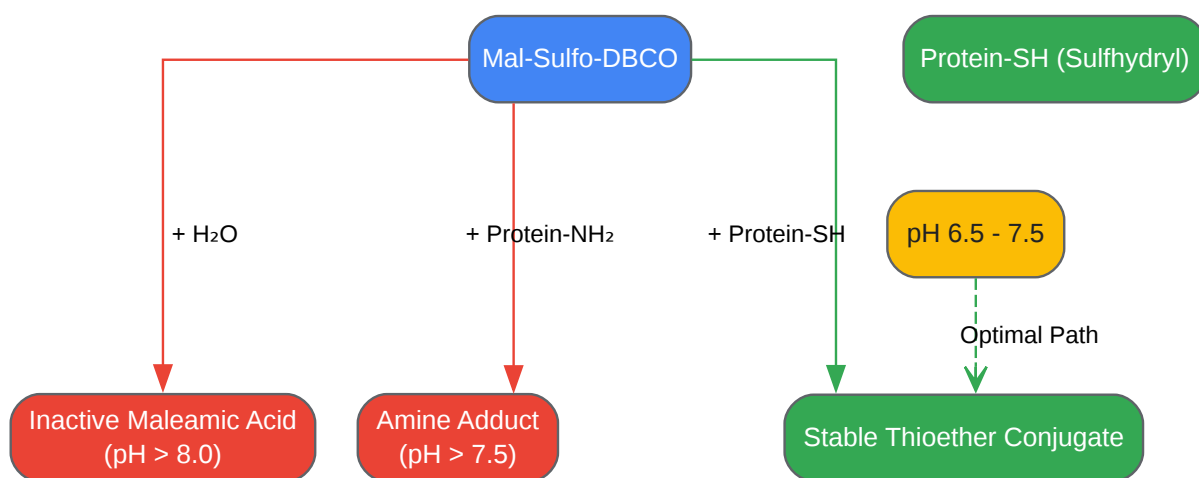 Mal-Sulfo-DBCO
Protein-SH (Sulfhydryl)
+ H₂O
+ Protein-NH₂
+ Protein-SH
pH 6.5 - 7.5
Optimal Path
Inactive Maleamic Acid
(pH > 8.0)
Amine Adduct
(pH > 7.5)
Stable Thioether Conjugate